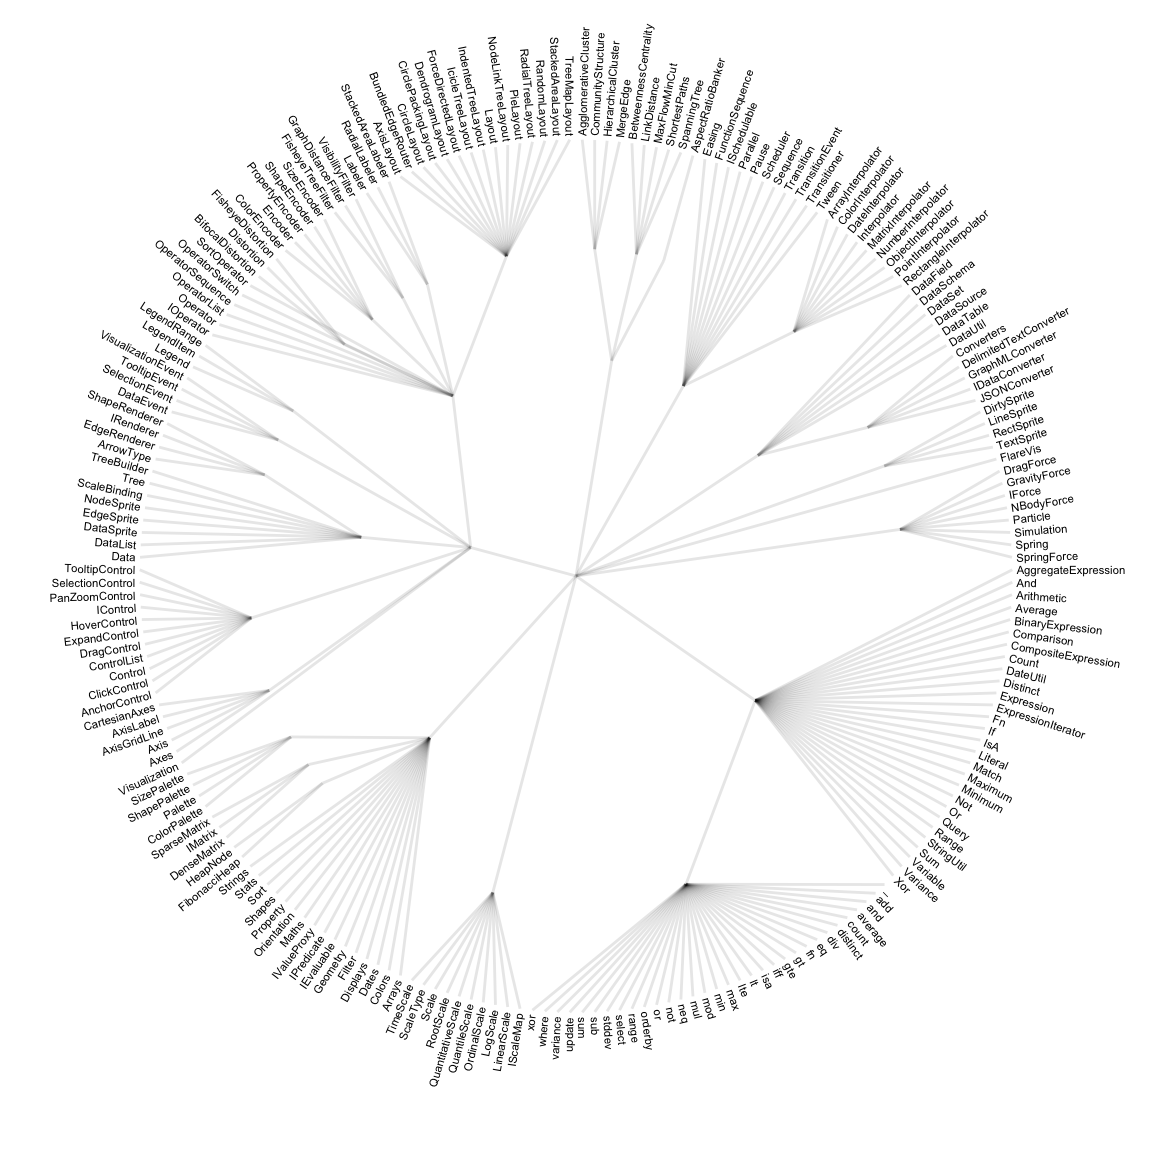 AgglomerativeCluster
CommunityStructure
HierarchicalCluster
MergeEdge
BetweennessCentrality
LinkDistance
MaxFlowMinCut
ShortestPaths
SpanningTree
AspectRatioBanker
Easing
FunctionSequence
ISchedulable
Parallel
Pause
Scheduler
Sequence
Transition
TransitionEvent
Transitioner
Tween
ArrayInterpolator
ColorInterpolator
DateInterpolator
Interpolator
MatrixInterpolator
NumberInterpolator
ObjectInterpolator
PointInterpolator
RectangleInterpolator
DataField
DataSchema
DataSet
DataSource
DataTable
DataUtil
Converters
DelimitedTextConverter
GraphMLConverter
IDataConverter
JSONConverter
DirtySprite
LineSprite
RectSprite
TextSprite
FlareVis
DragForce
GravityForce
IForce
NBodyForce
Particle
Simulation
Spring
SpringForce
AggregateExpression
And
Arithmetic
Average
BinaryExpression
Comparison
CompositeExpression
Count
DateUtil
Distinct
Expression
ExpressionIterator
Fn
If
IsA
Literal
Match
Maximum
Minimum
Not
Or
Query
Range
StringUtil
Sum
Variable
Variance
Xor
_
add
and
average
count
distinct
div
eq
fn
gt
gte
iff
isa
lt
lte
max
min
mod
mul
neq
not
or
orderby
range
select
stddev
sub
sum
update
variance
where
xor
IScaleMap
LinearScale
LogScale
OrdinalScale
QuantileScale
QuantitativeScale
RootScale
Scale
ScaleType
TimeScale
Arrays
Colors
Dates
Displays
Filter
Geometry
IEvaluable
IPredicate
IValueProxy
Maths
Orientation
Property
Shapes
Sort
Stats
Strings
FibonacciHeap
HeapNode
DenseMatrix
IMatrix
SparseMatrix
ColorPalette
Palette
ShapePalette
SizePalette
Visualization
Axes
Axis
AxisGridLine
AxisLabel
CartesianAxes
AnchorControl
ClickControl
Control
ControlList
DragControl
ExpandControl
HoverControl
IControl
PanZoomControl
SelectionControl
TooltipControl
Data
DataList
DataSprite
EdgeSprite
NodeSprite
ScaleBinding
Tree
TreeBuilder
ArrowType
EdgeRenderer
IRenderer
ShapeRenderer
DataEvent
SelectionEvent
TooltipEvent
VisualizationEvent
Legend
LegendItem
LegendRange
IOperator
Operator
OperatorList
OperatorSequence
OperatorSwitch
SortOperator
BifocalDistortion
Distortion
FisheyeDistortion
ColorEncoder
Encoder
PropertyEncoder
ShapeEncoder
SizeEncoder
FisheyeTreeFilter
GraphDistanceFilter
VisibilityFilter
Labeler
RadialLabeler
StackedAreaLabeler
AxisLayout
BundledEdgeRouter
CircleLayout
CirclePackingLayout
DendrogramLayout
ForceDirectedLayout
IcicleTreeLayout
IndentedTreeLayout
Layout
NodeLinkTreeLayout
PieLayout
RadialTreeLayout
RandomLayout
StackedAreaLayout
TreeMapLayout